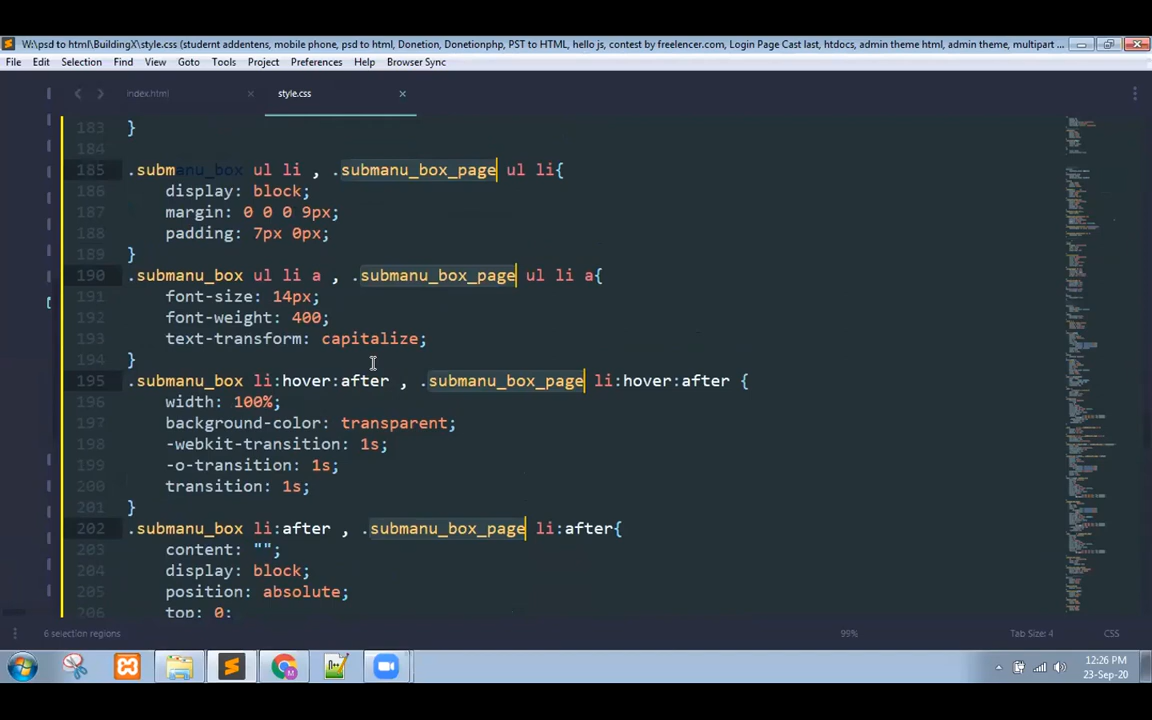 W:\psd to html\BuildingX\style.css (studernt addentens, mobile phone, psd to html, Donetion, Donetionphp, PST to HTML, hello js, contest by freelencer.com, Login Page Cast last, htdocs, admin theme html, admin theme, multipart ...
File Edit Selection Find View Goto Tools Project Preferences Help Browser Sync
index.html
style.css
183 }
184
185 .submanu_box ul li , .submanu_box_page ul li{
186 display: block;
187 margin: 0 0 0 9px;
188 padding: 7px 0px;
189 }
190 .submanu_box ul li a , .submanu_box_page ul li a{
191 font-size: 14px;
192 font-weight: 400;
193 text-transform: capitalize;
194 }
195 .submanu_box li:hover:after , .submanu_box_page li:hover:after {
196 width: 100%;
197 background-color: transparent;
198 -webkit-transition: 1s;
199 -o-transition: 1s;
200 transition: 1s;
201 }
202 .submanu_box li:after , .submanu_box_page li:after{
203 content: "";
204 display: block;
205 position: absolute;
206 top: 0;
6 selection regions
99%
Tab Size: 4
CSS
12:26 PM
23-Sep-20